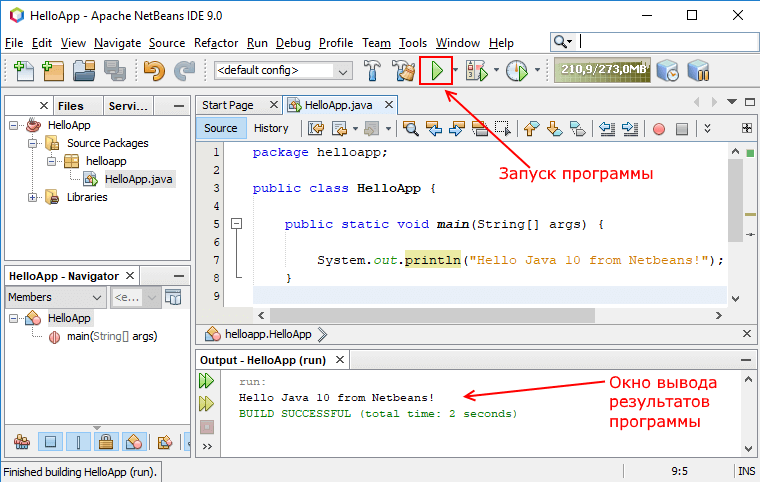 HelloApp - Apache NetBeans IDE 9.0
File Edit View Navigate Source Refactor Run Debug Profile Team Tools Window Help
<default config>
210,9/273,0MB
Files Servi...
HelloApp
Source Packages
helloapp
HelloApp.java
Libraries
Start Page HelloApp.java
Source History
1 package helloapp;
2
3 public class HelloApp {
4
5 public static void main(String[] args) {
6
7 System.out.println("Hello Java 10 from Netbeans!");
8 }
9
Запуск программы
helloapp.HelloApp
HelloApp - Navigator
Members <e...
HelloApp
main(String[] args)
Output - HelloApp (run)
run:
Hello Java 10 from Netbeans!
BUILD SUCCESSFUL (total time: 2 seconds)
Окно вывода
результатов
программы
Finished building HelloApp (run).
9:5 INS